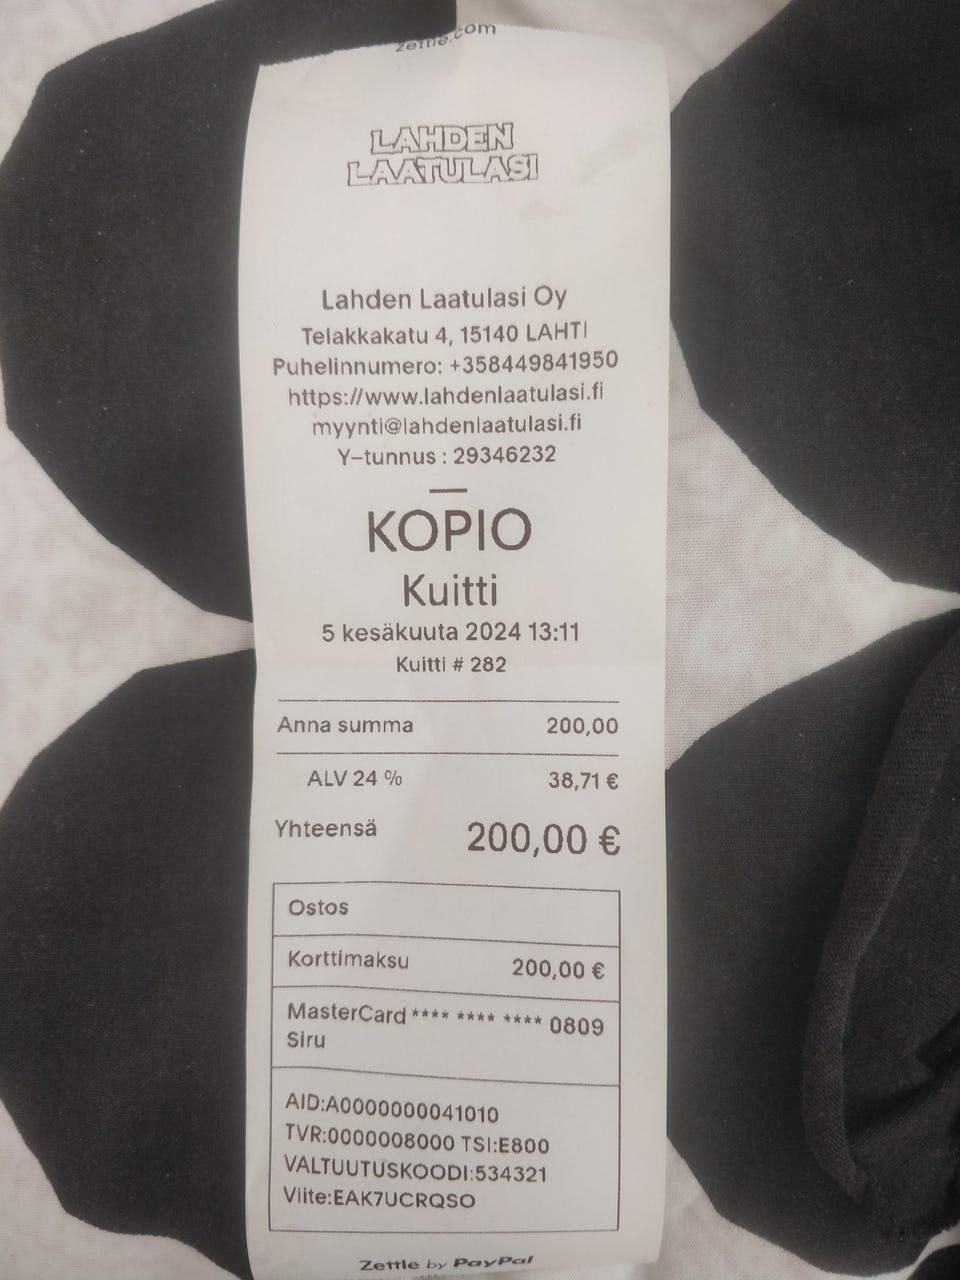 zettle.com
LAHDEN
LAATULASI
Lahden Laatulasi Oy
Telakkakatu 4, 15140 LAHTI
Puhelinnumero: +358449841950
https://www.lahdenlaatulasi.fi
myynti@lahdenlaatulasi.fi
Y-tunnus : 29346232
KOPIO
Kuitti
5 kesäkuuta 2024 13:11
Kuitti # 282
Anna summa 200,00
ALV 24 % 38,71 €
Yhteensä 200,00 €
Ostos
Korttimaksu 200,00 €
MasterCard **** **** **** 0809
Siru
AID:A0000000041010
TVR:0000008000 TSI:E800
VALTUUTUSKOODI:534321
Viite:EAK7UCRQSO
Zettle by PayPal